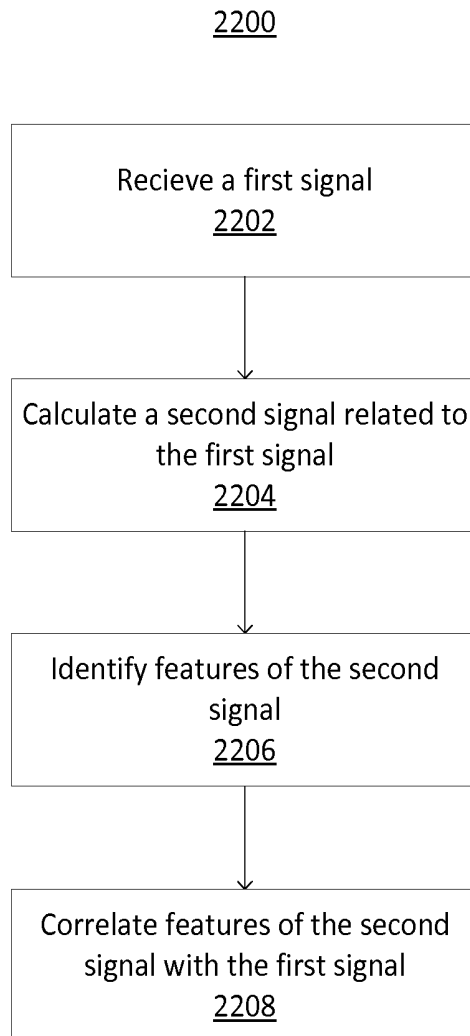 2200
Recieve a first signal
2202
Calculate a second signal related to
the first signal
2204
Identify features of the second
signal
2206
Correlate features of the second
signal with the first signal
2208